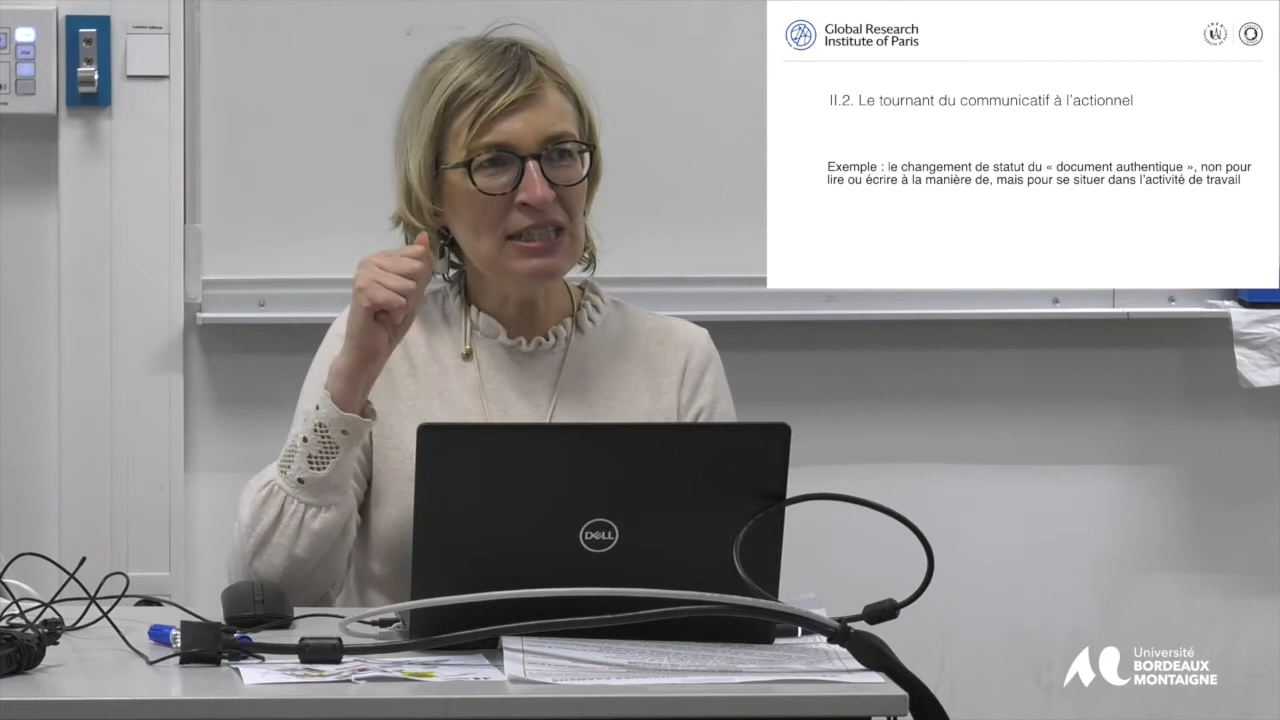 Global Research
Institute of Paris
II.2. Le tournant du communicatif à l'actionnel
Exemple : le changement de statut du « document authentique », non pour
lire ou écrire à la manière de, mais pour se situer dans l'activité de travail
DELL
Université
BORDEAUX
MONTAIGNE